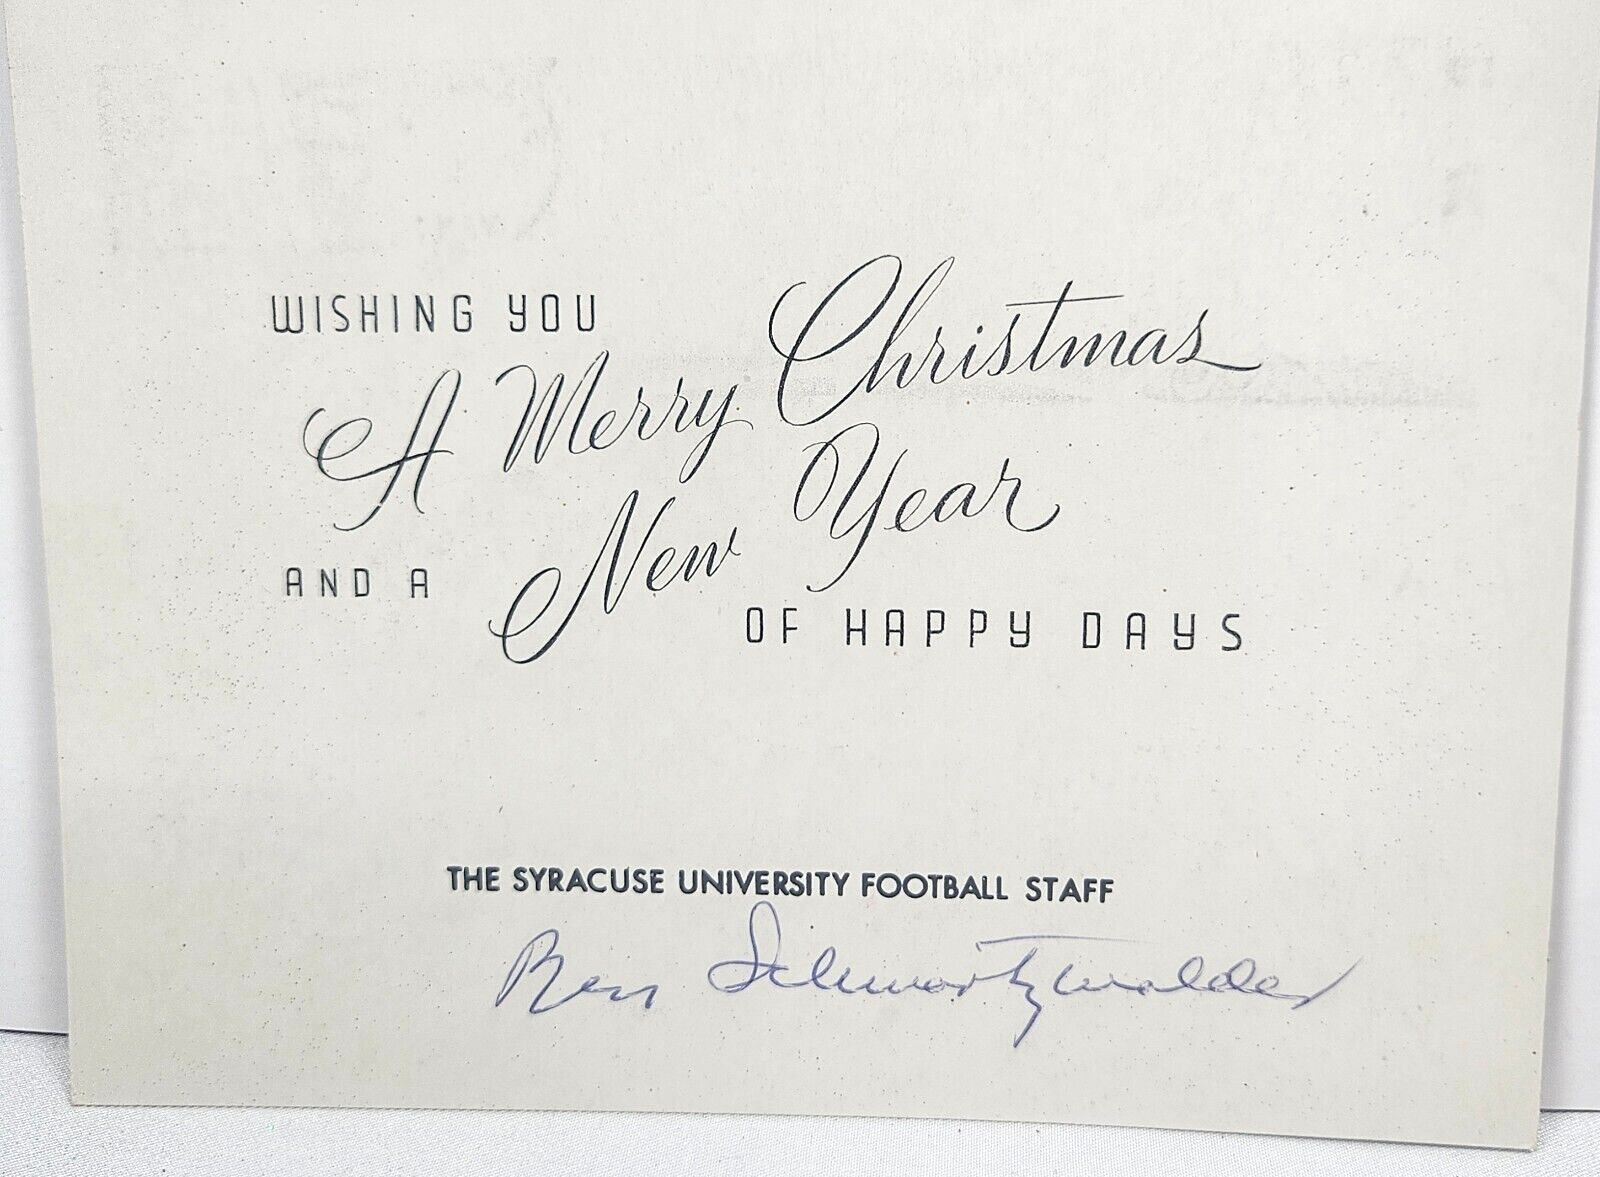 WISHING YOU
A Merry Christmas
AND A New Year
OF HAPPY DAYS
THE SYRACUSE UNIVERSITY FOOTBALL STAFF
Ben Schwartzwalder